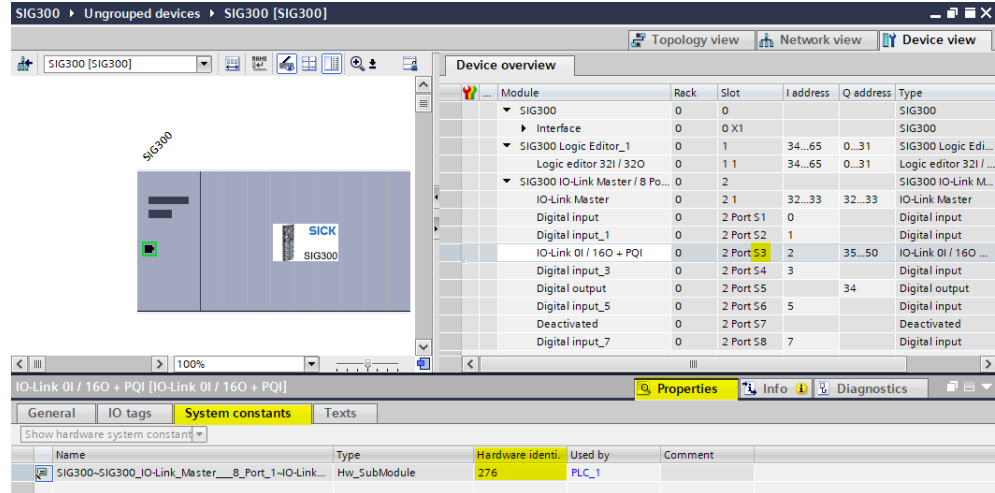 SIG300 ▸ Ungrouped devices ▸ SIG300 [SIG300]
Topology view Network view Device view
SIG300 [SIG300]
Device overview
... Module Rack Slot I address Q address Type
SIG300 0 0 SIG300
Interface 0 0 X1 SIG300
SIG300 Logic Editor_1 0 1 34...65 0...31 SIG300 Logic Edi...
Logic editor 32I / 32O 0 1 1 34...65 0...31 Logic editor 32I / ...
SIG300 IO-Link Master / 8 Po... 0 2 SIG300 IO-Link M...
IO-Link Master 0 2 1 32...33 32...33 IO-Link Master
Digital input 0 2 Port S1 0 Digital input
Digital input_1 0 2 Port S2 1 Digital input
IO-Link 0I / 16O + PQI 0 2 Port S3 2 35...50 IO-Link 0I / 16O ...
Digital input_3 0 2 Port S4 3 Digital input
Digital output 0 2 Port S5 34 Digital output
Digital input_5 0 2 Port S6 5 Digital input
Deactivated 0 2 Port S7 Deactivated
Digital input_7 0 2 Port S8 7 Digital input
SIG300
SICK
SIG300
100%
IO-Link 0I / 16O + PQI [IO-Link 0I / 16O + PQI]
Properties Info Diagnostics
General IO tags System constants Texts
Show hardware system constant
Name Type Hardware identi. Used by Comment
SIG300~SIG300_IO-Link_Master___8_Port_1~IO-Link... Hw_SubModule 276 PLC_1